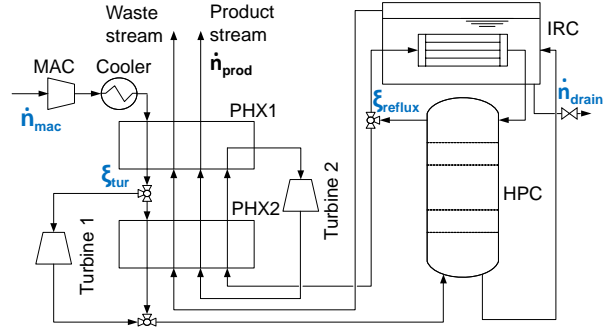 Waste
stream
Product
stream
ṅprod
IRC
MAC
Cooler
ṅmac
PHX1
ξreflux
ṅdrain
ξtur
Turbine 2
PHX2
HPC
Turbine 1